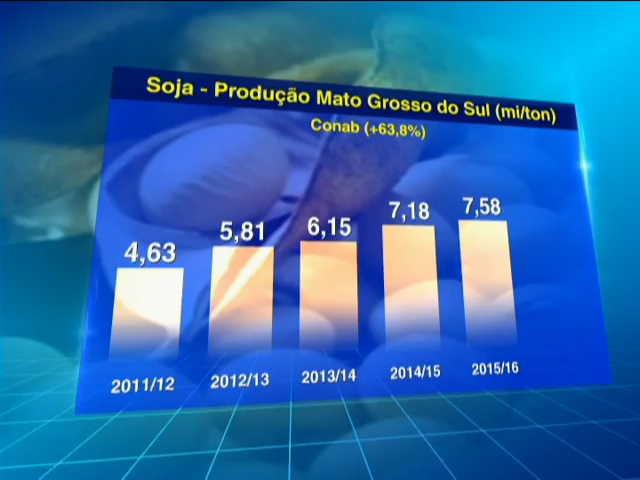 Soja - Produção Mato Grosso do Sul (mi/ton)
Conab (+63,8%)
4,63 5,81 6,15 7,18 7,58
2011/12 2012/13 2013/14 2014/15 2015/16